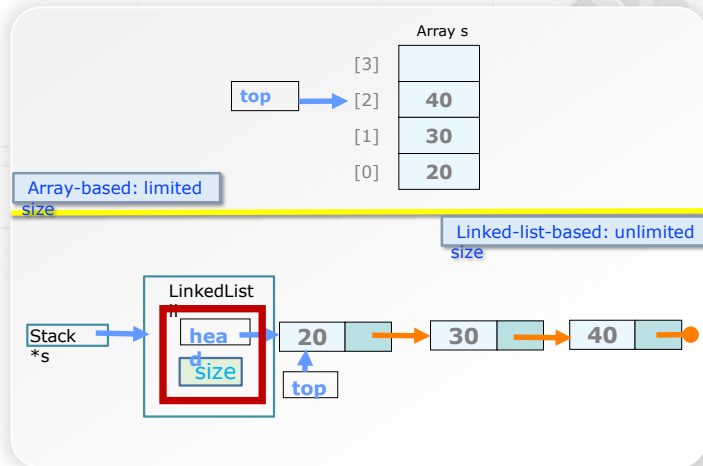 Array s
[3]
top
[2] 40
[1] 30
[0] 20
Array-based: limited
size
Linked-list-based: unlimited
size
LinkedList
ll
Stack
*s
hea
d
20
30
40
size
top